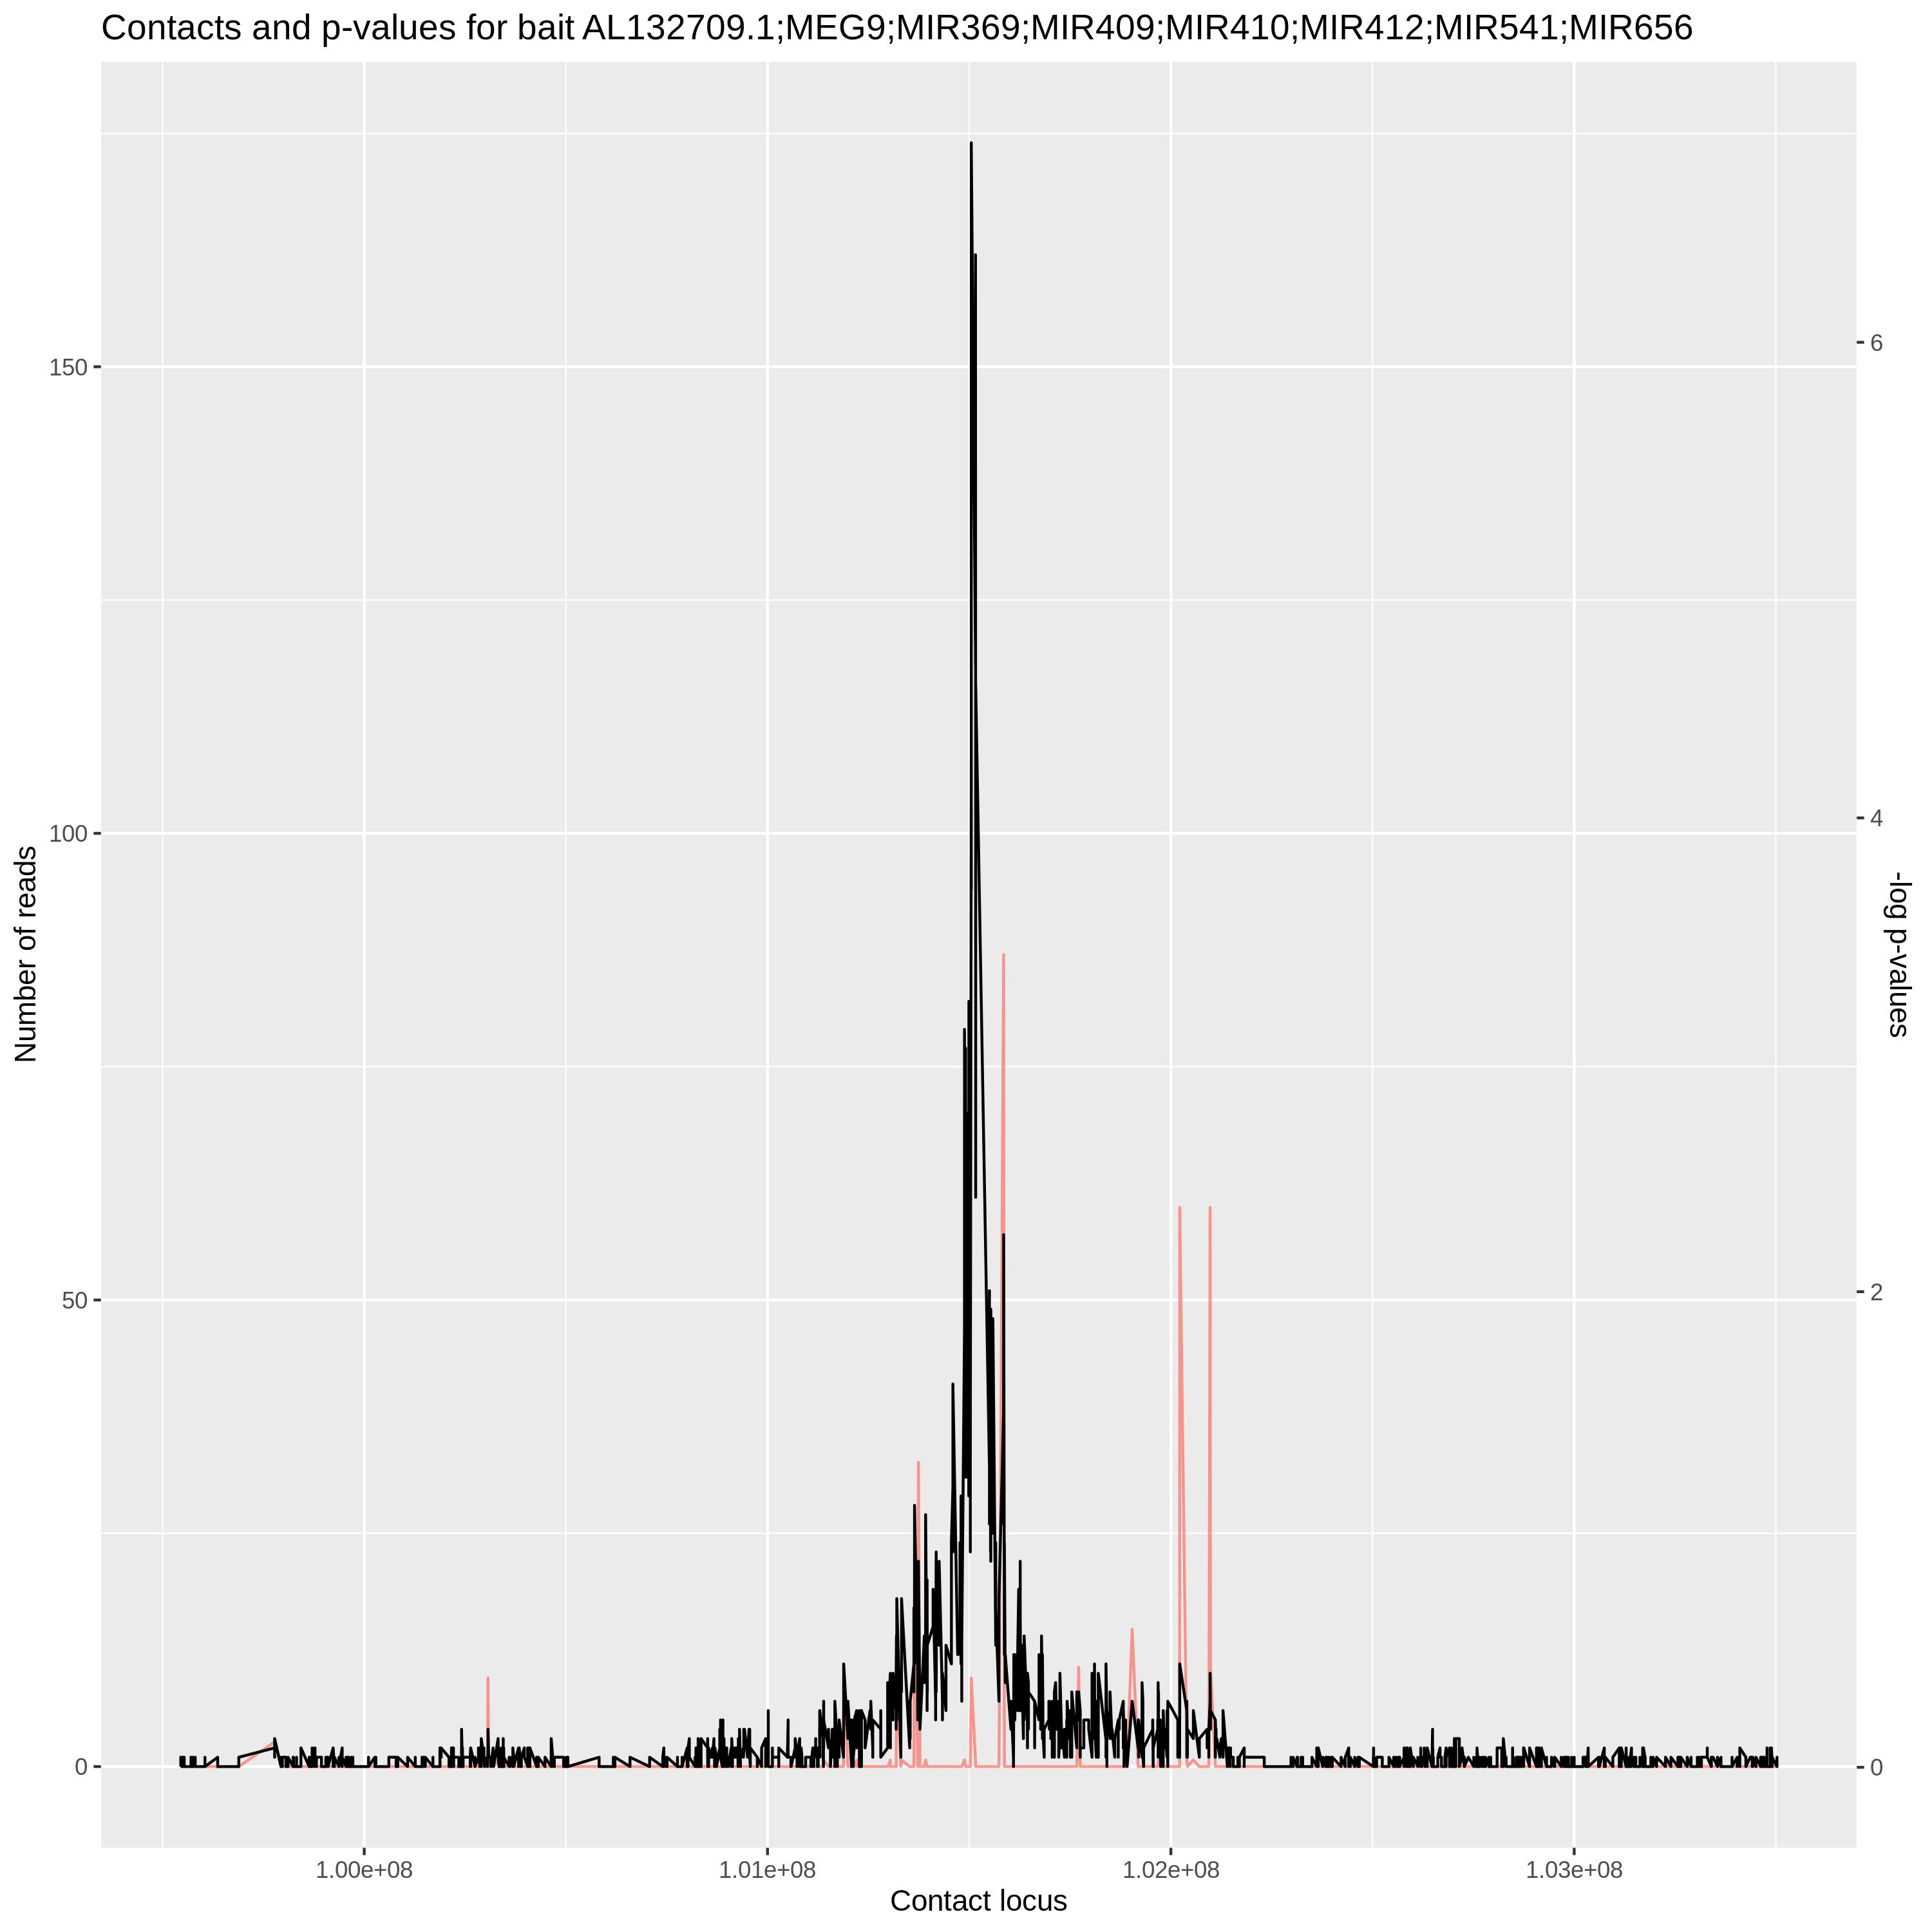 Contacts and p-values for bait AL132709.1;MEG9;MIR369;MIR409;MIR410;MIR412;MIR541;MIR656
Number of reads
150
100
50
0
6
4
2
0
-log p-values
1.00e+08
1.01e+08
1.02e+08
1.03e+08
Contact locus